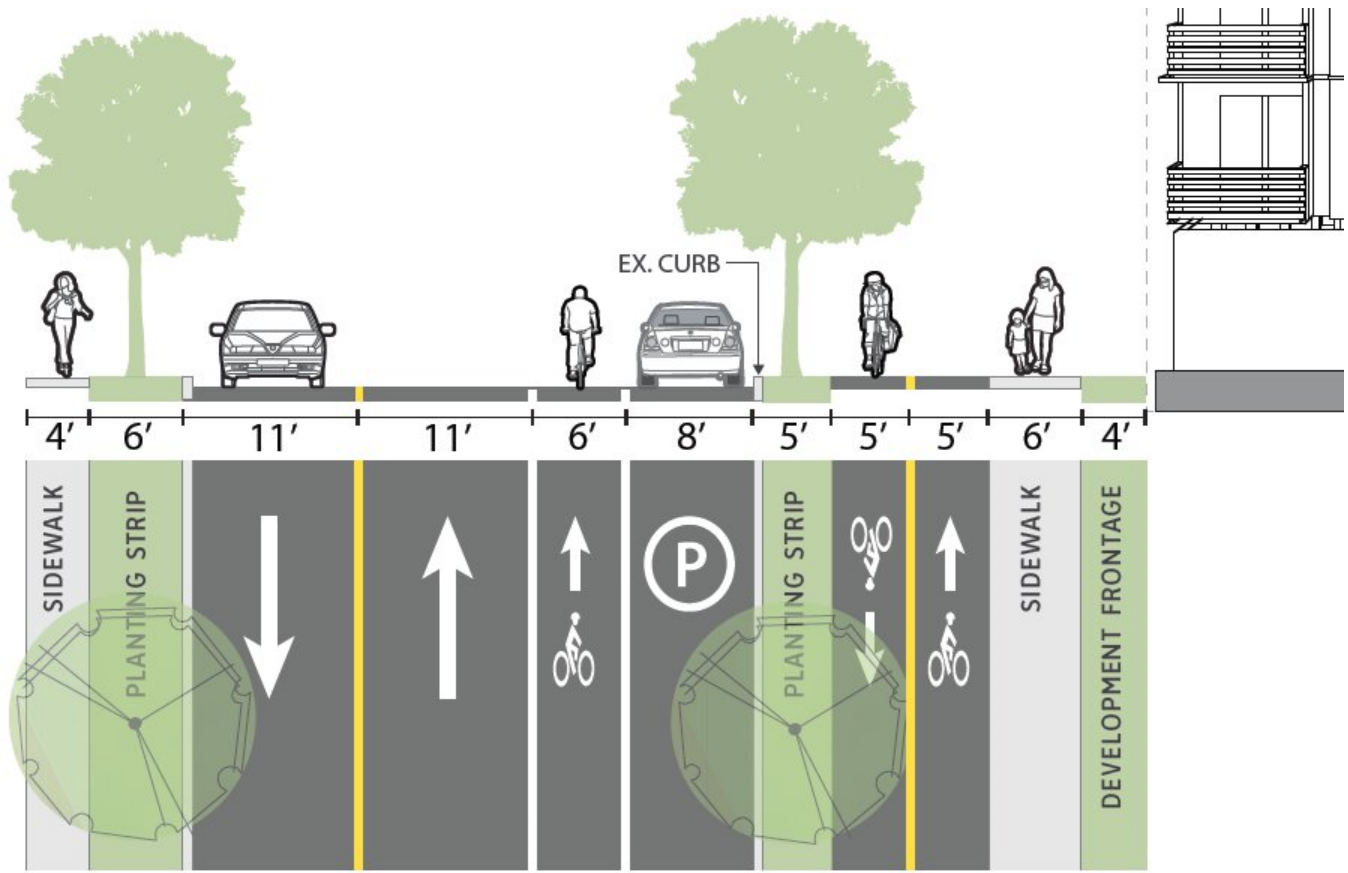 EX. CURB
4’ 6’ 11’ 11’ 6’ 8’ 5’ 5’ 5’ 6’ 4’
SIDEWALK
PLANTING STRIP
P
PLANTING STRIP
SIDEWALK
DEVELOPMENT FRONTAGE